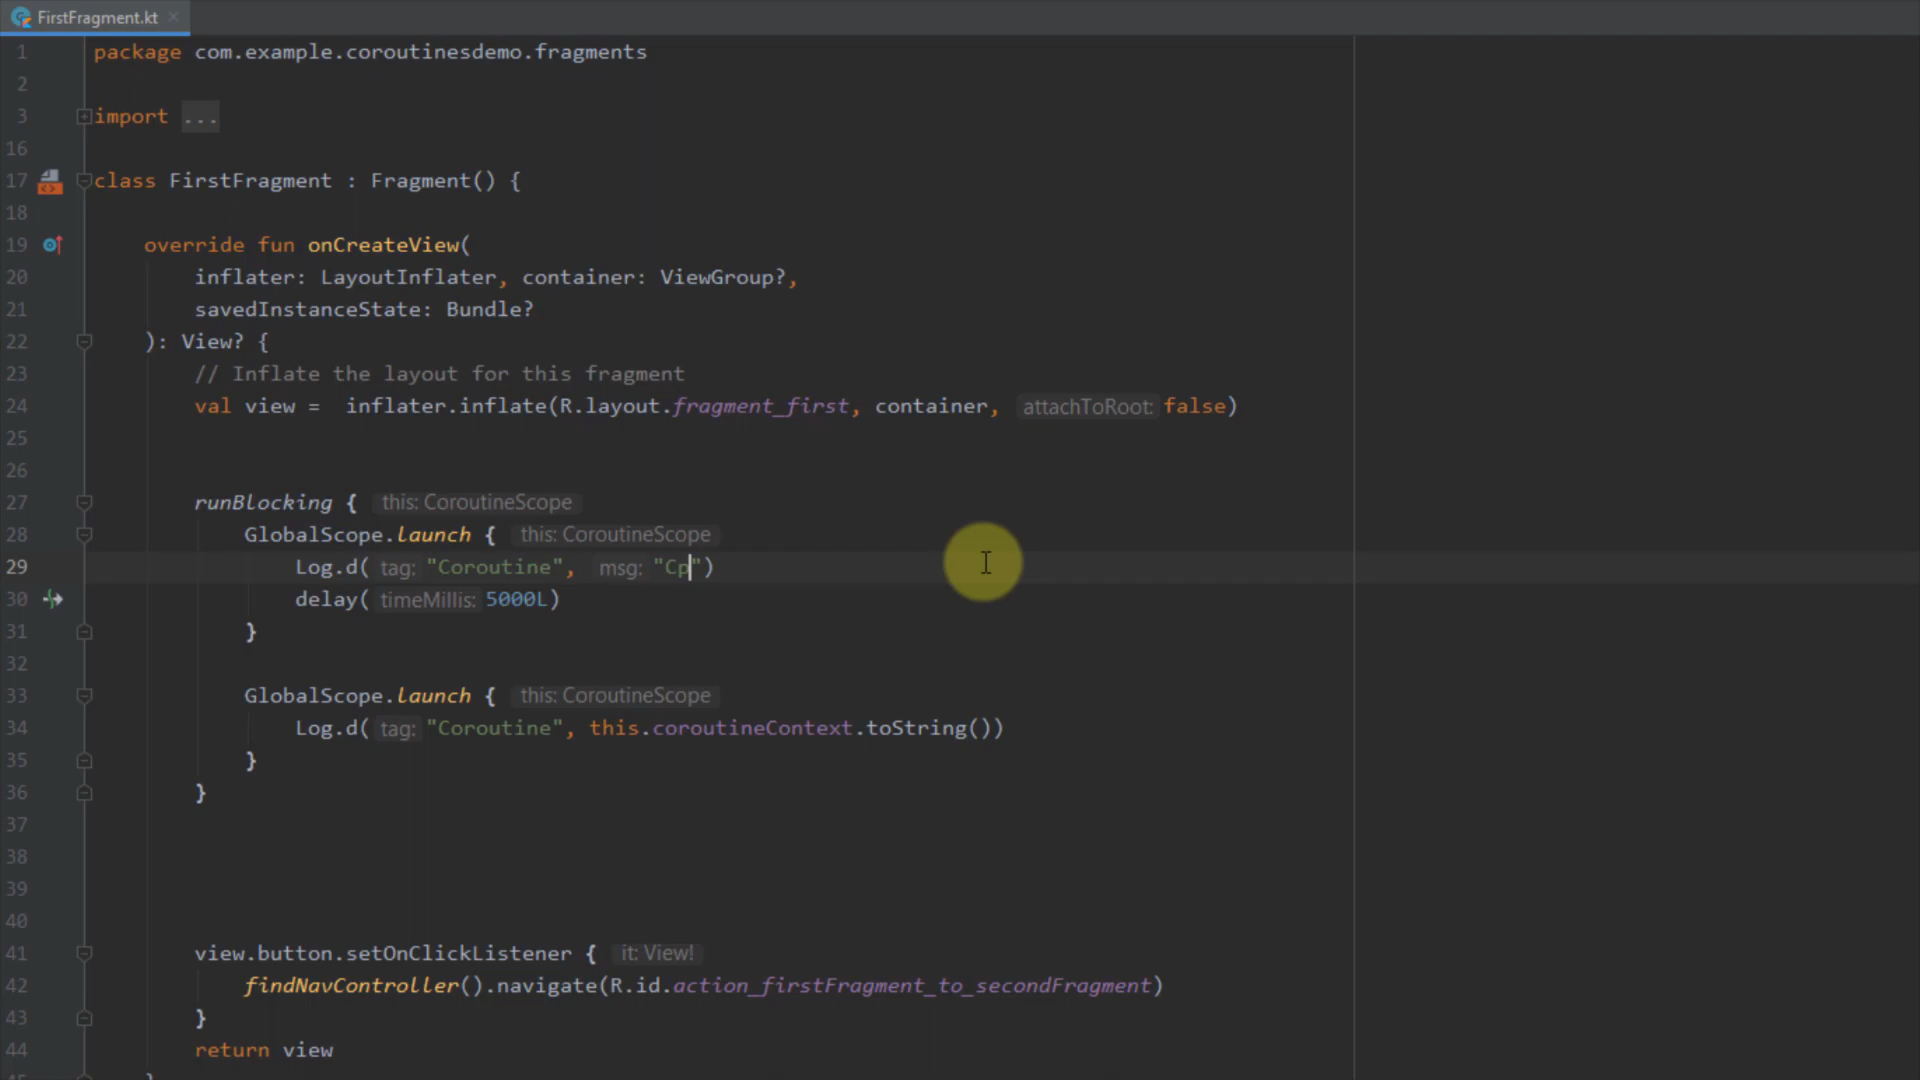 FirstFragment.kt
1 package com.example.coroutinesdemo.fragments
2
3 import ...
16
17 class FirstFragment : Fragment() {
18
19 override fun onCreateView(
20 inflater: LayoutInflater, container: ViewGroup?,
21 savedInstanceState: Bundle?
22 ): View? {
23 // Inflate the layout for this fragment
24 val view =  inflater.inflate(R.layout.fragment_first, container, attachToRoot: false)
25
26
27 runBlocking { this: CoroutineScope
28 GlobalScope.launch { this: CoroutineScope
29 Log.d( tag: "Coroutine", msg: "Cp")
30 delay( timeMillis: 5000L)
31 }
32
33 GlobalScope.launch { this: CoroutineScope
34 Log.d( tag: "Coroutine", this.coroutineContext.toString())
35 }
36 }
37
38
39
40
41 view.button.setOnClickListener { it: View!
42 findNavController().navigate(R.id.action_firstFragment_to_secondFragment)
43 }
44 return view